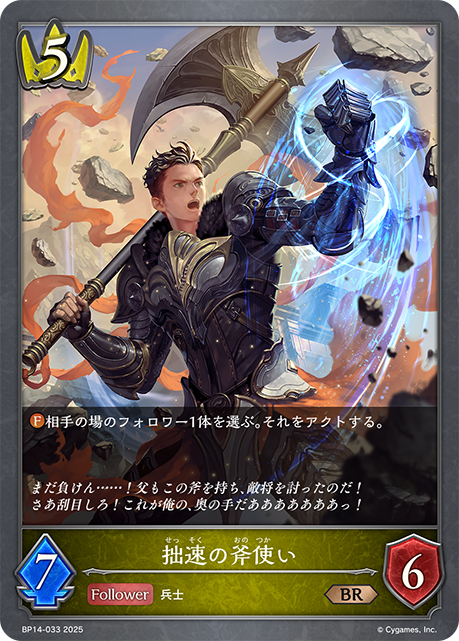 5
F相手の場のフォロワー1体を選ぶ。それをアクトする。
まだ負けん……！父もこの斧を持ち、敵将を討ったのだ！
さあ刮目しろ！これが俺の、奥の手だあああああああっ！
せっ そく おの つか
拙速の斧使い
7
Follower 兵士
BR
6
BP14-033 2025
© Cygames, Inc.